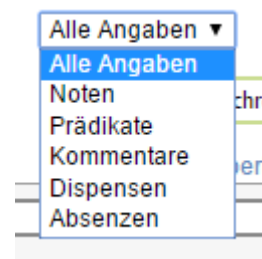 Alle Angaben ▼
Alle Angaben
Noten
Prädikate
Kommentare
Dispensen
Absenzen